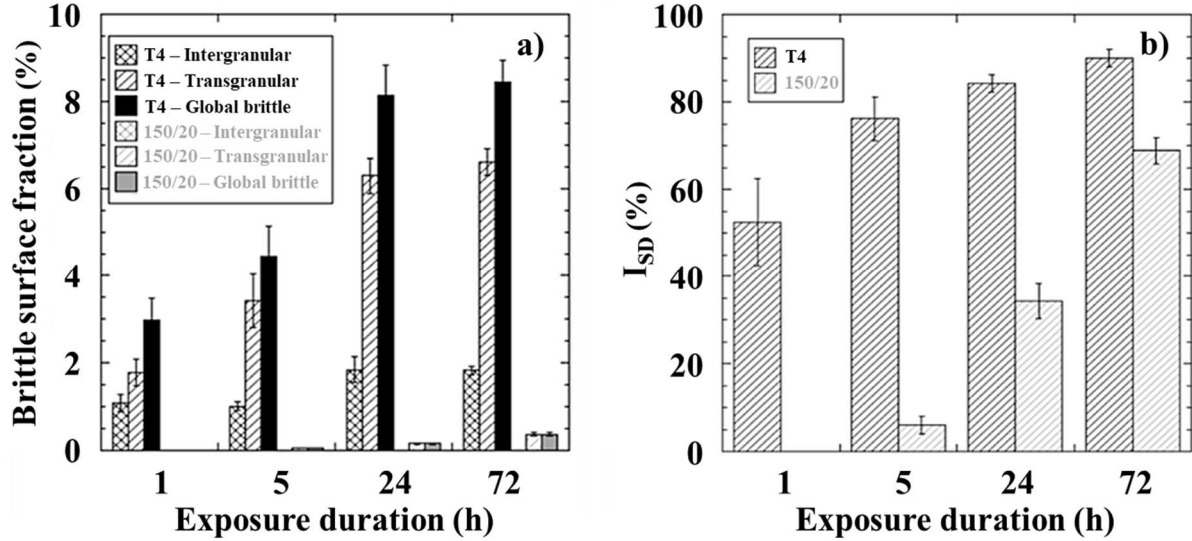 a)
Brittle surface fraction (%)
10
8
6
4
2
0
T4 – Intergranular
T4 – Transgranular
T4 – Global brittle
150/20 – Intergranular
150/20 – Transgranular
150/20 – Global brittle
1 5 24 72
Exposure duration (h)
b)
I_SD (%)
100
80
60
40
20
0
T4
150/20
1 5 24 72
Exposure duration (h)